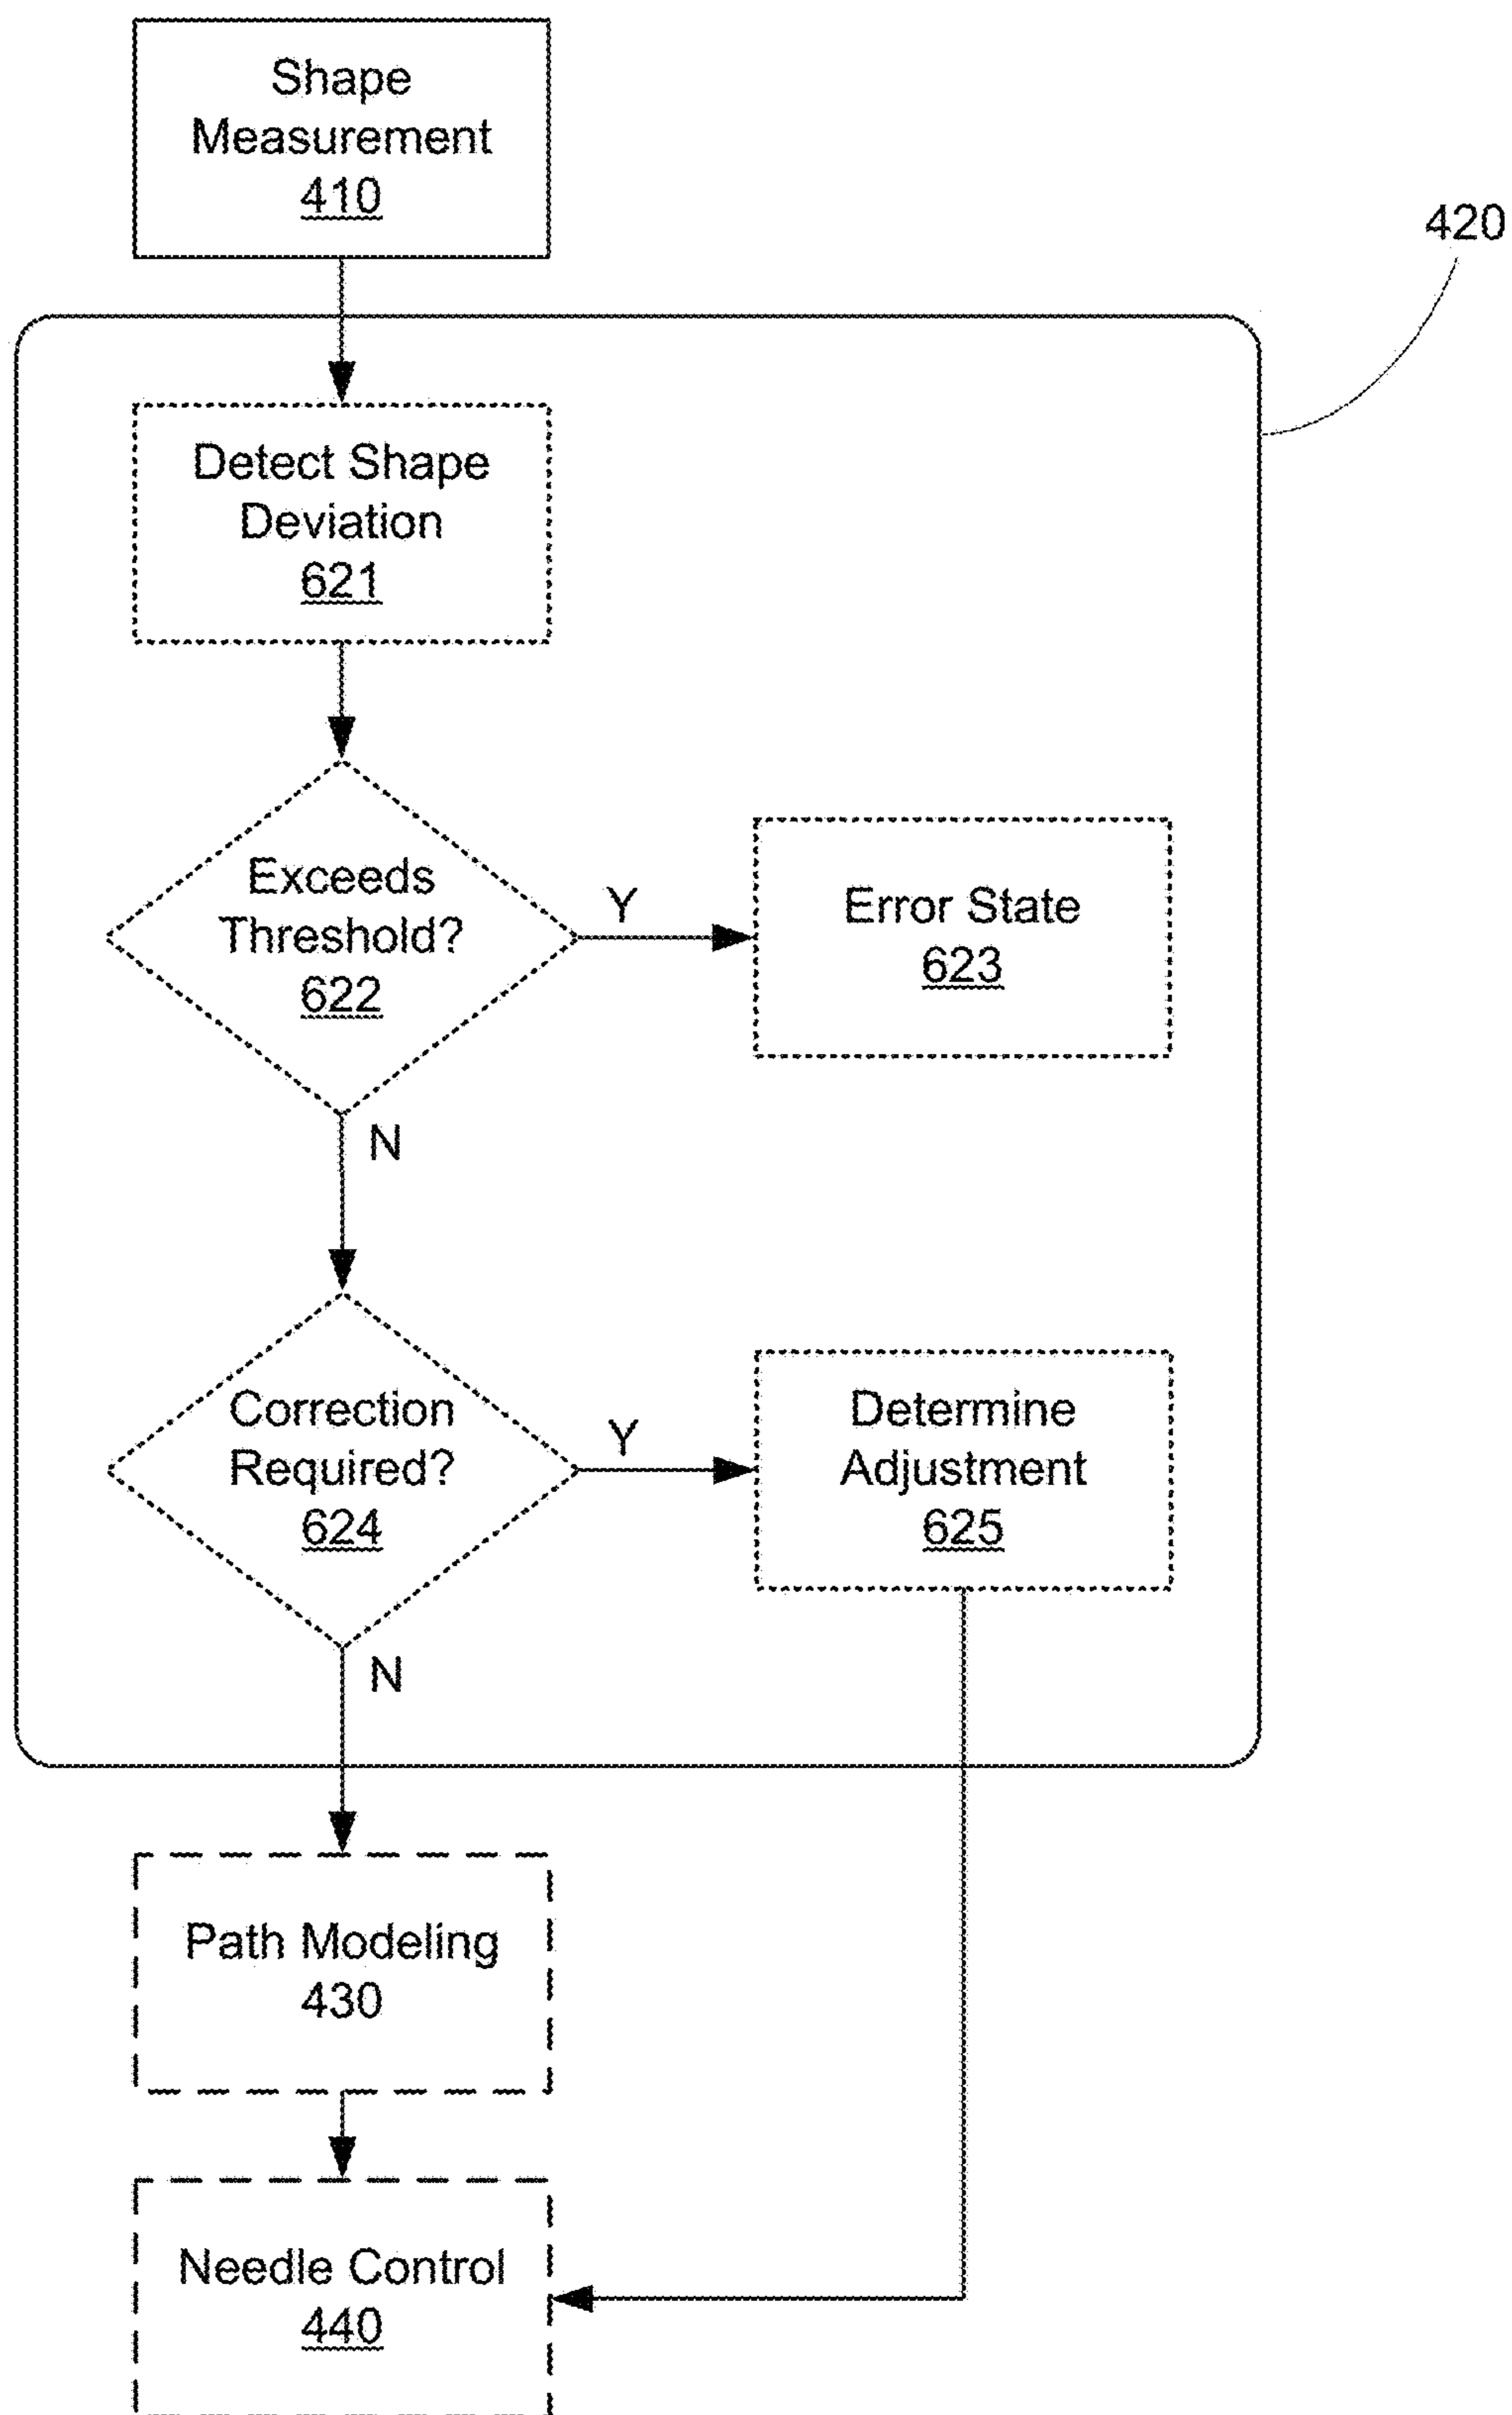 Shape
Measurement
410
420
Detect Shape
Deviation
621
Exceeds
Threshold?
622
Y
Error State
623
N
Correction
Required?
624
Y
Determine
Adjustment
625
N
Path Modeling
430
Needle Control
440